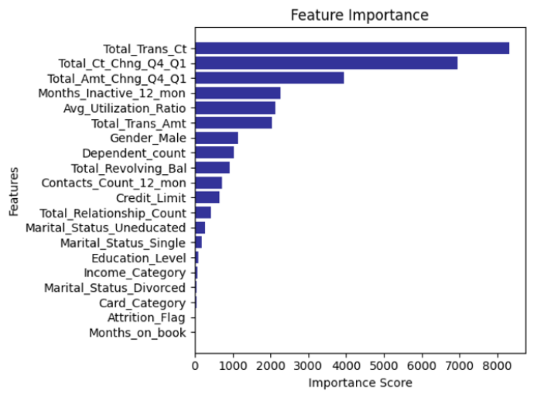 Feature Importance
Total_Trans_Ct
Total_Ct_Chng_Q4_Q1
Total_Amt_Chng_Q4_Q1
Months_Inactive_12_mon
Avg_Utilization_Ratio
Total_Trans_Amt
Gender_Male
Dependent_count
Total_Revolving_Bal
Contacts_Count_12_mon
Credit_Limit
Total_Relationship_Count
Marital_Status_Uneducated
Marital_Status_Single
Education_Level
Income_Category
Marital_Status_Divorced
Card_Category
Attrition_Flag
Months_on_book
Features
0 1000 2000 3000 4000 5000 6000 7000 8000
Importance Score